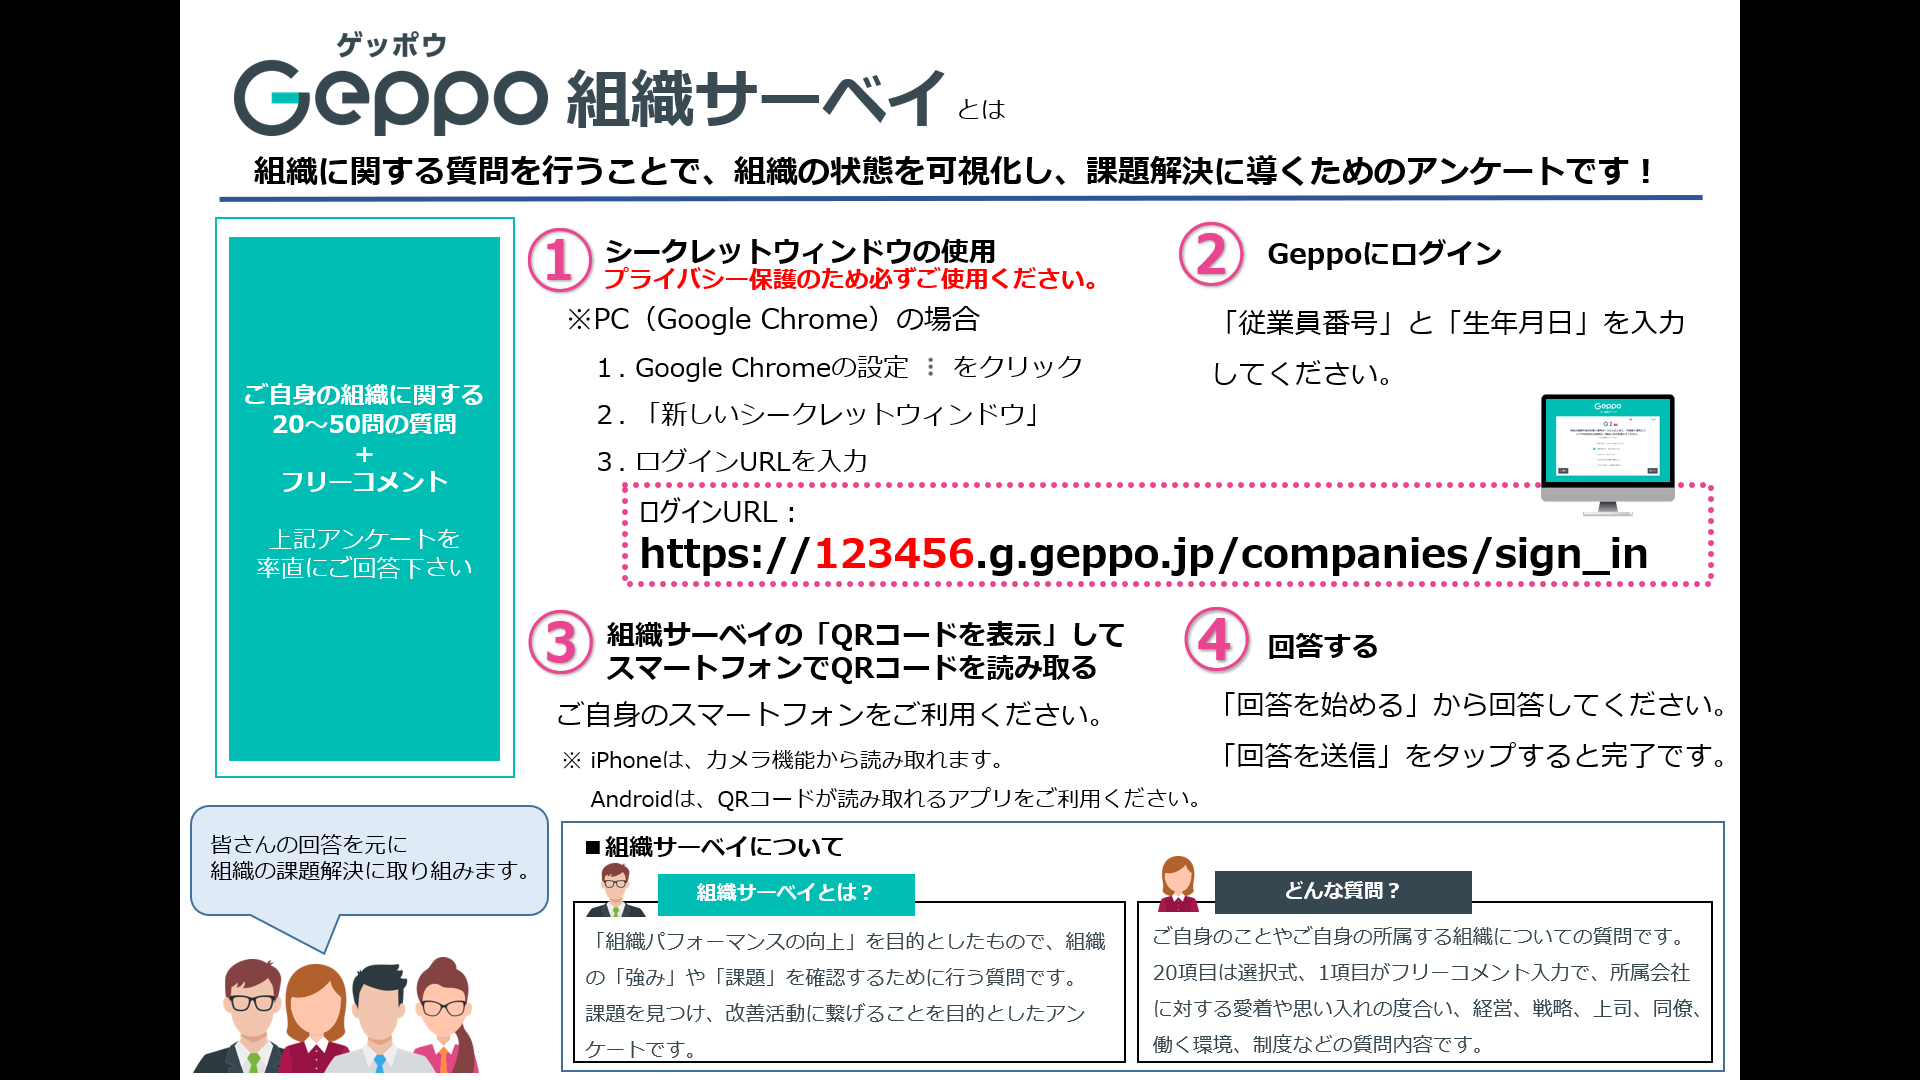 ゲッポウ
Geppo 組織サーベイ とは
組織に関する質問を行うことで、組織の状態を可視化し、課題解決に導くためのアンケートです！
ご自身の組織に関する
20～50問の質問
+
フリーコメント
上記アンケートを
率直にご回答下さい
① シークレットウィンドウの使用
プライバシー保護のため必ずご使用ください。
※PC（Google Chrome）の場合
１. Google Chromeの設定 ⋮ をクリック
２. 「新しいシークレットウィンドウ」
３. ログインURLを入力
② Geppoにログイン
「従業員番号」と「生年月日」を入力
してください。
Geppo
Q2
ログインURL：
https://123456.g.geppo.jp/companies/sign_in
③ 組織サーベイの「QRコードを表示」して
スマートフォンでQRコードを読み取る
ご自身のスマートフォンをご利用ください。
※ iPhoneは、カメラ機能から読み取れます。
Androidは、QRコードが読み取れるアプリをご利用ください。
④ 回答する
「回答を始める」から回答してください。
「回答を送信」をタップすると完了です。
皆さんの回答を元に
組織の課題解決に取り組みます。
■組織サーベイについて
組織サーベイとは？
「組織パフォーマンスの向上」を目的としたもので、組織
の「強み」や「課題」を確認するために行う質問です。
課題を見つけ、改善活動に繋げることを目的としたアン
ケートです。
どんな質問？
ご自身のことやご自身の所属する組織についての質問です。
20項目は選択式、1項目がフリーコメント入力で、所属会社
に対する愛着や思い入れの度合い、経営、戦略、上司、同僚、
働く環境、制度などの質問内容です。